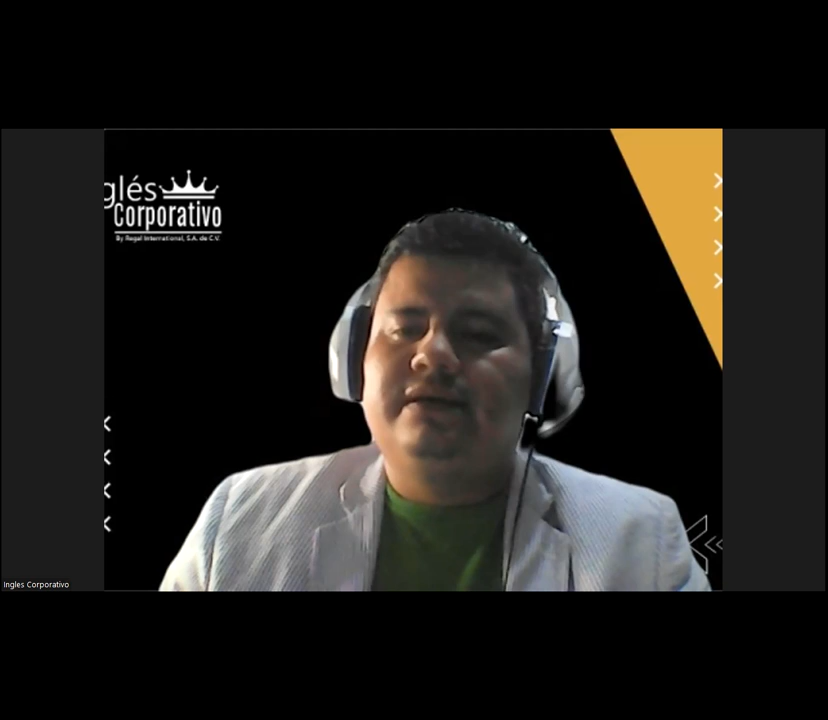 glés
Corporativo
By Regal International, S.A. de C.V.
Ingles Corporativo